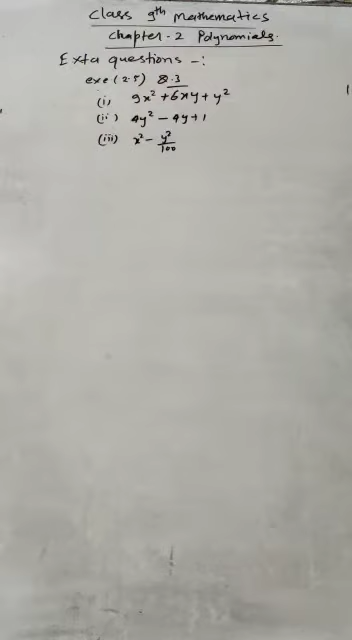 Class 9th Mathematics
Chapter-2 Polynomials.
Exta questions -:
exe (2.5) Q.3
(i) 9x² + 6xy + y²
(ii) 4y² - 4y + 1
(iii) x² - y²/100